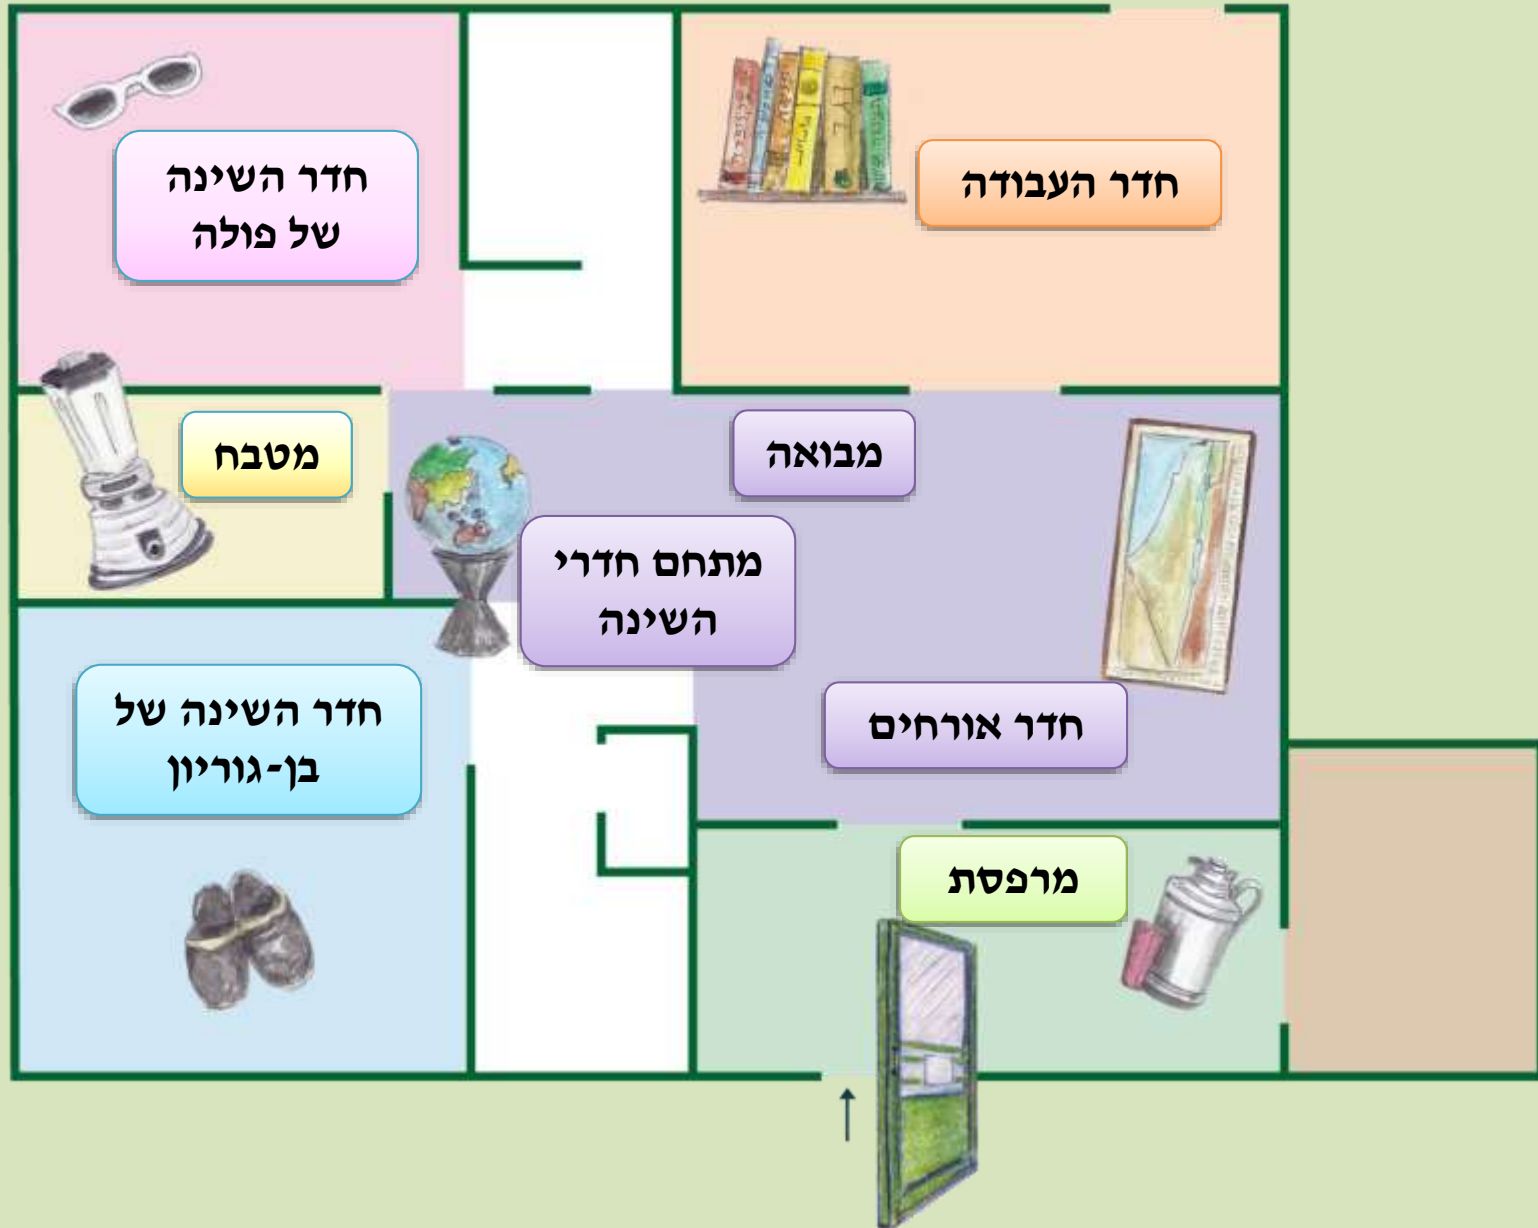 חדר השינה
של פולה
חדר העבודה
מטבח
מבואה
מתחם חדרי
השינה
חדר השינה של
בן-גוריון
חדר אורחים
מרפסת